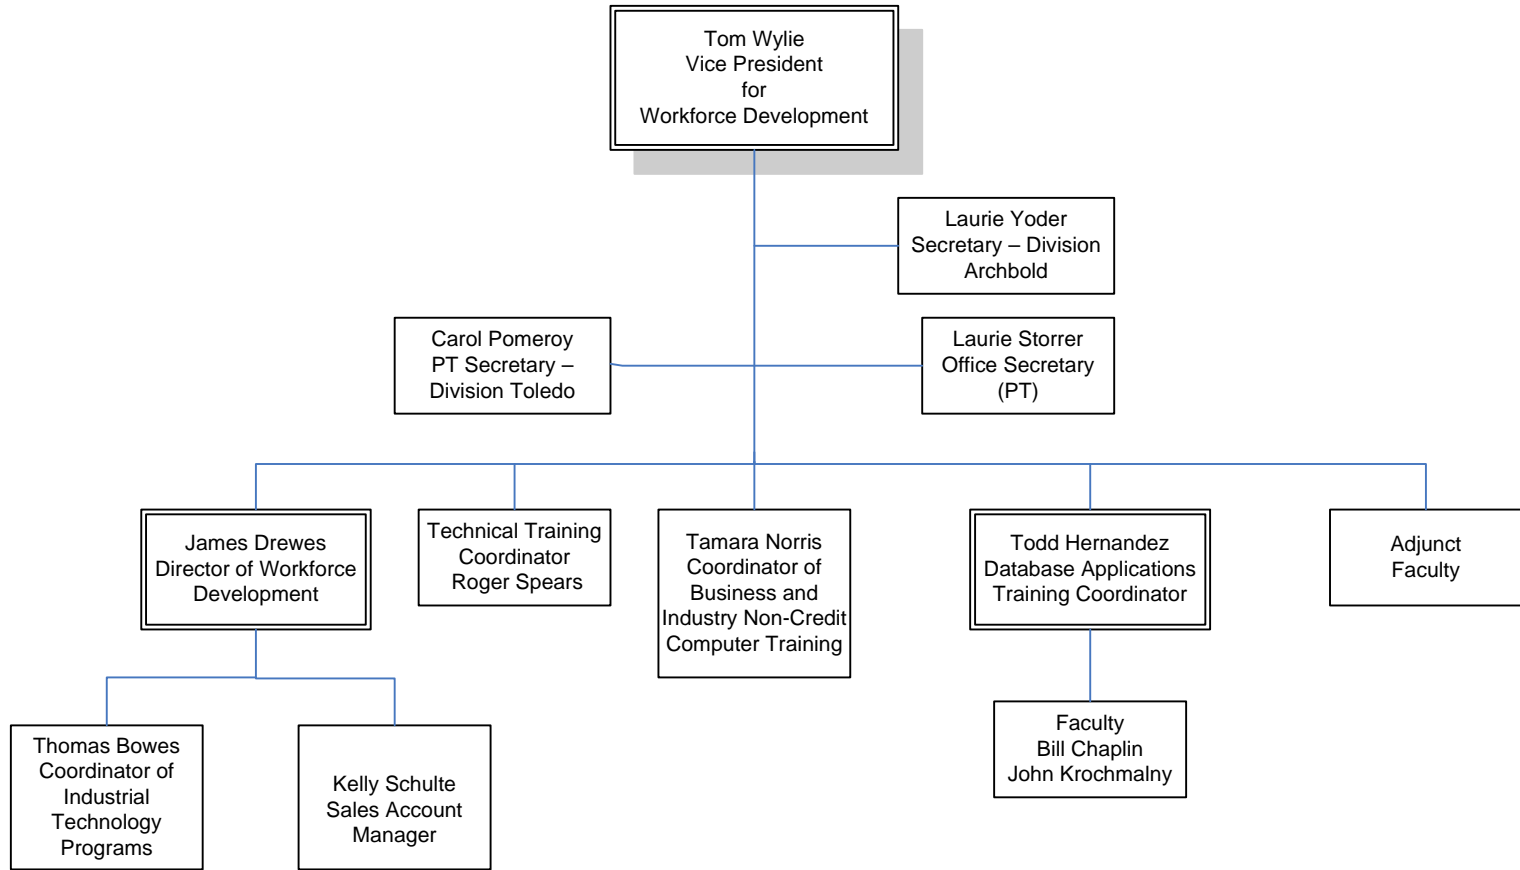 Tom Wylie
Vice President
for
Workforce Development
Laurie Yoder
Secretary – Division
Archbold
Carol Pomeroy
PT Secretary –
Division Toledo
Laurie Storrer
Office Secretary
(PT)
James Drewes
Director of Workforce
Development
Technical Training
Coordinator
Roger Spears
Tamara Norris
Coordinator of
Business and
Industry Non-Credit
Computer Training
Todd Hernandez
Database Applications
Training Coordinator
Adjunct
Faculty
Thomas Bowes
Coordinator of
Industrial
Technology
Programs
Kelly Schulte
Sales Account
Manager
Faculty
Bill Chaplin
John Krochmalny